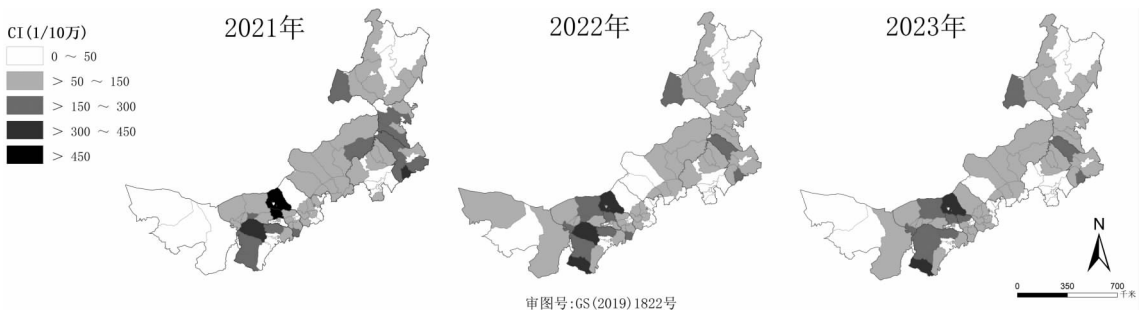 2021年
2022年
2023年
CI(1/10万)
0 ～ 50
> 50 ～ 150
> 150 ～ 300
> 300 ～ 450
> 450
N
0 350 700
千米
审图号:GS(2019)1822号